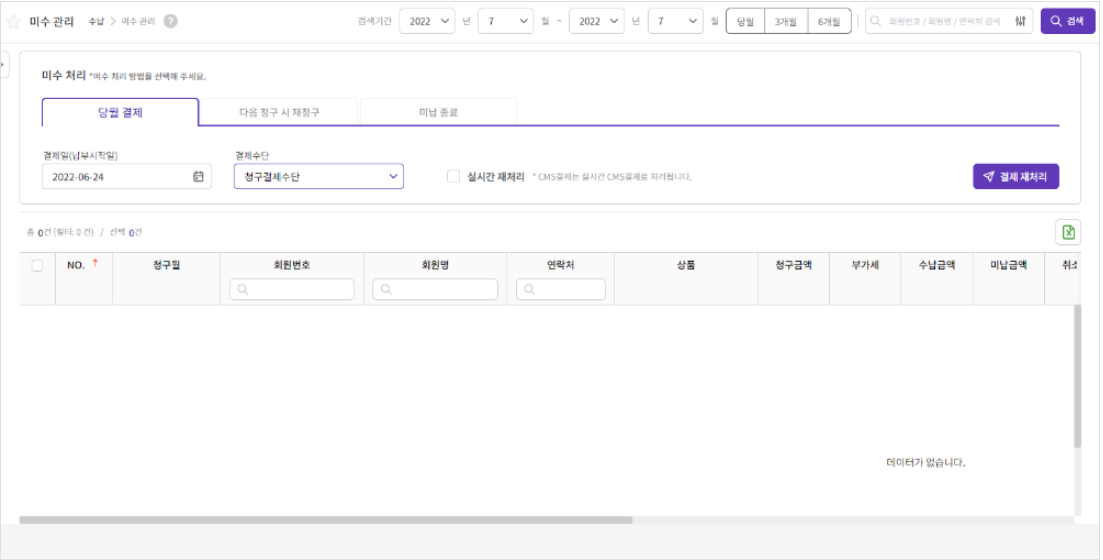 미수 관리 수납 > 미수 관리 ? 검색기간 2022 년 7 월 ~ 2022 년 7 월 당월 3개월 6개월 회원번호 / 회원명 / 연락처 검색 검색
미수 처리 *미수 처리 방법을 선택해 주세요.
당월 결제 다음 청구 시 재청구 미납 종료
결제일(납부시작일) 결제수단
2022-06-24 청구결제수단 실시간 재처리 * CMS결제는 실시간 CMS결제로 처리됩니다. 결제 재처리
총 0건 (필터: 0 건) / 선택 0건
NO. ↑ 청구월 회원번호 회원명 연락처 상품 청구금액 부가세 수납금액 미납금액 취소
데이터가 없습니다.